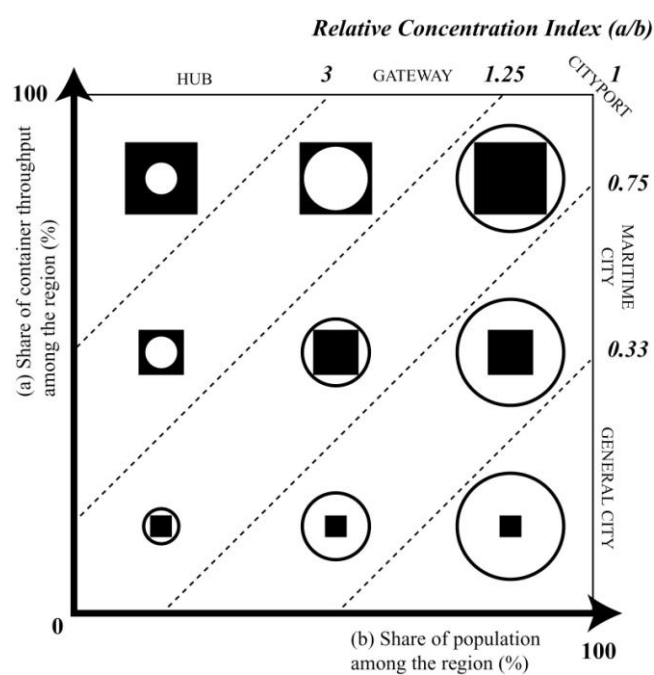 Relative Concentration Index (a/b)
HUB 3 GATEWAY 1.25 1
CITYPORT
100
0.75
MARITIME
CITY
0.33
GENERAL CITY
(a) Share of container throughput
among the region (%)
0
(b) Share of population
among the region (%)
100